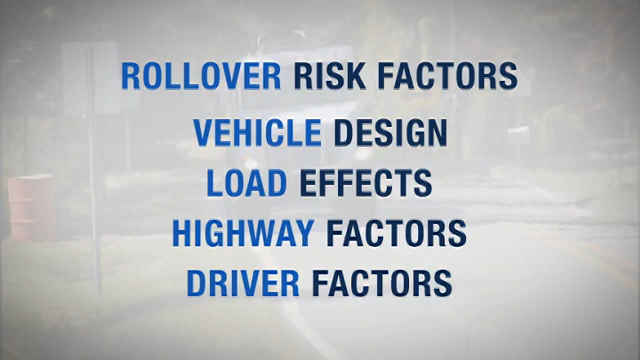 ROLLOVER RISK FACTORS
VEHICLE DESIGN
LOAD EFFECTS
HIGHWAY FACTORS
DRIVER FACTORS